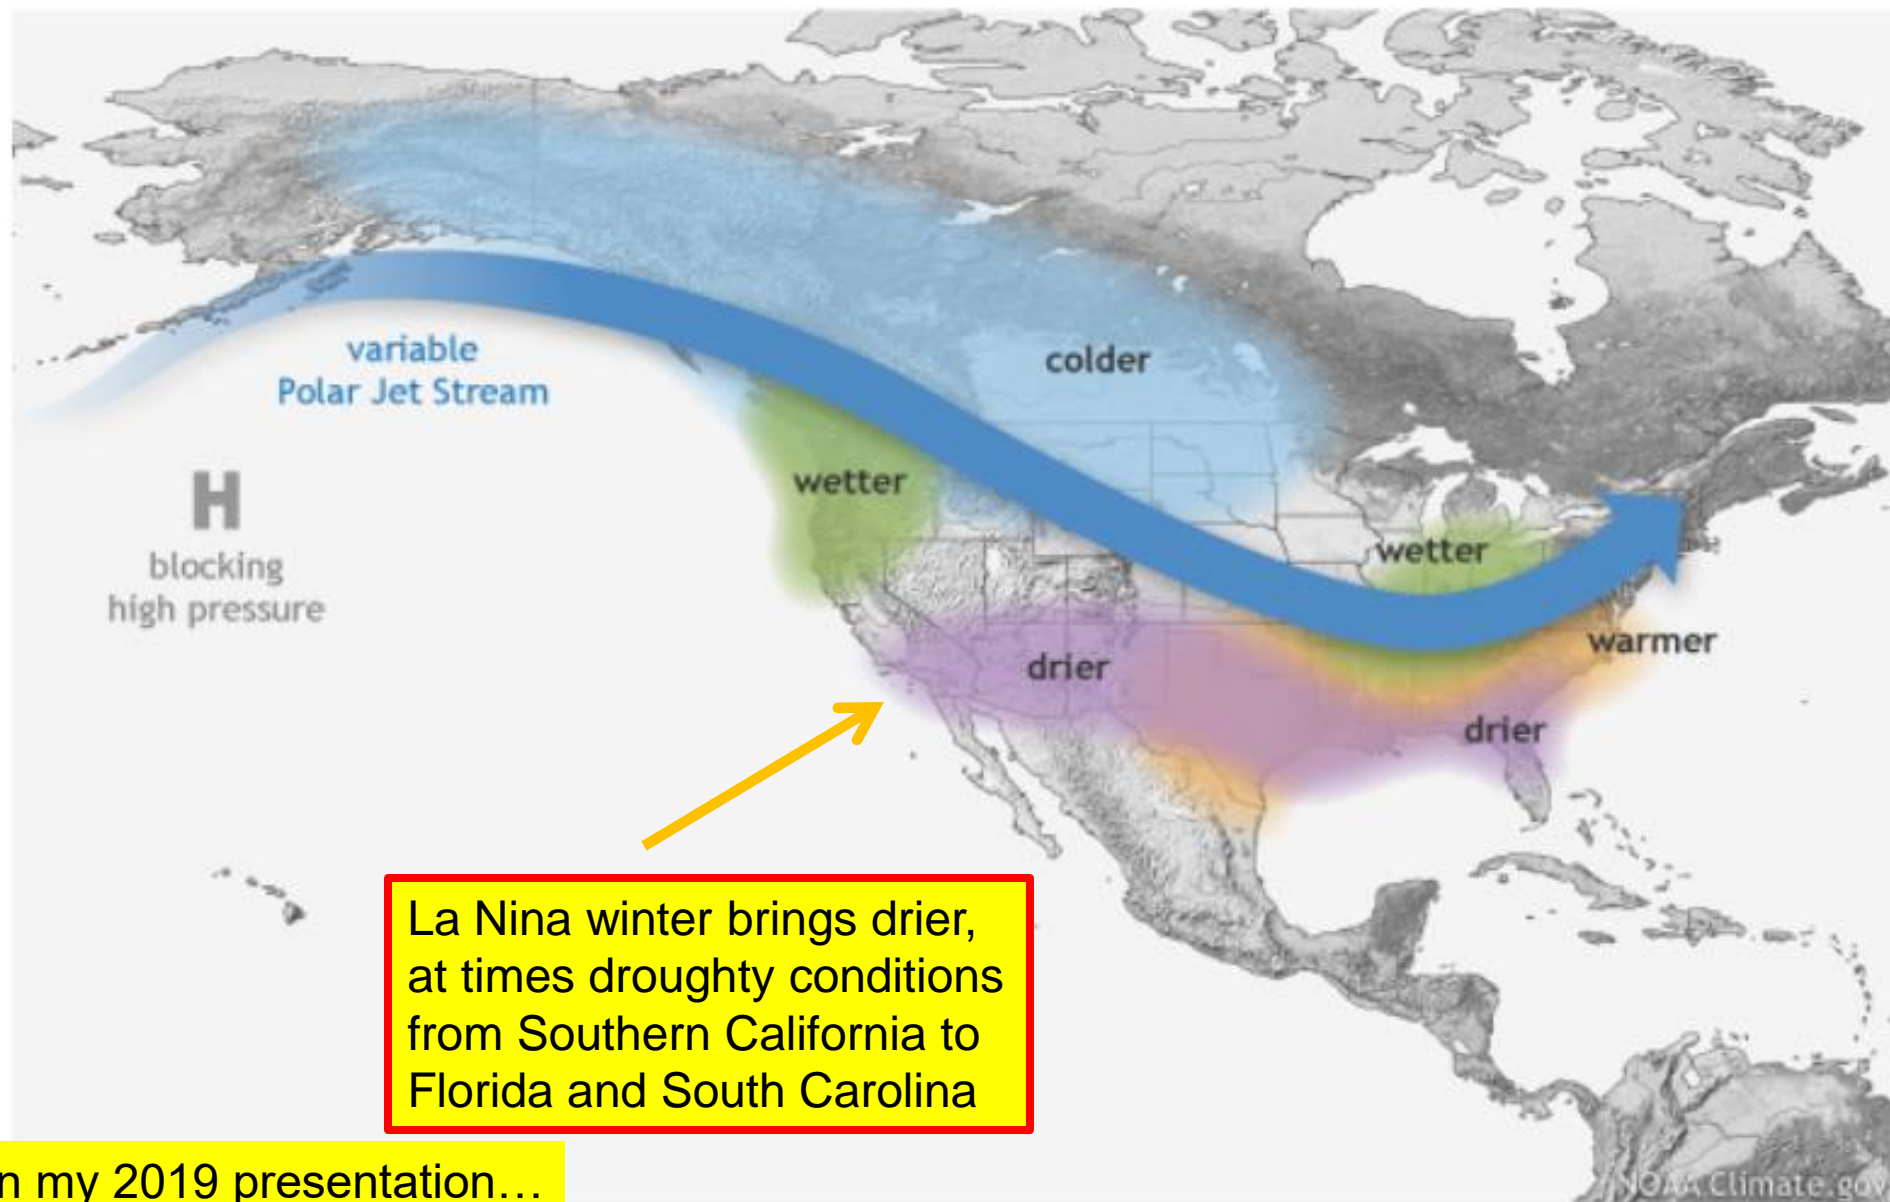 variable
Polar Jet Stream
colder
wetter
H
blocking
high pressure
wetter
warmer
drier
drier
La Nina winter brings drier,
at times droughty conditions
from Southern California to
Florida and South Carolina
n my 2019 presentation…
NOAA Climate.gov